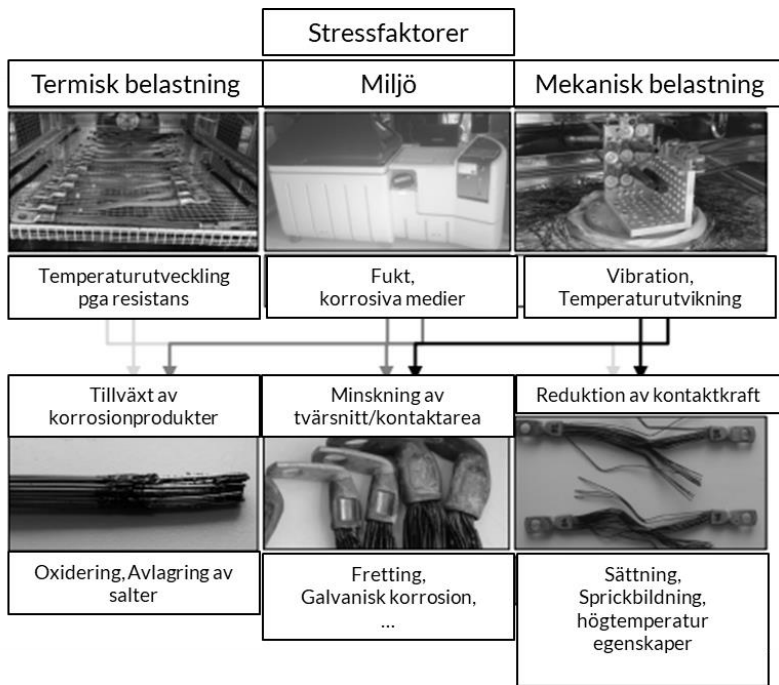 Stressfaktorer
Termisk belastning
Miljö
Mekanisk belastning
Temperaturutveckling
pga resistans
Fukt,
korrosiva medier
Vibration,
Temperaturutvikning
Tillväxt av
korrosionprodukter
Minskning av
tvärsnitt/kontaktarea
Reduktion av kontaktkraft
Oxidering, Avlagring av
salter
Fretting,
Galvanisk korrosion,
...
Sättning,
Sprickbildning,
högtemperatur
egenskaper